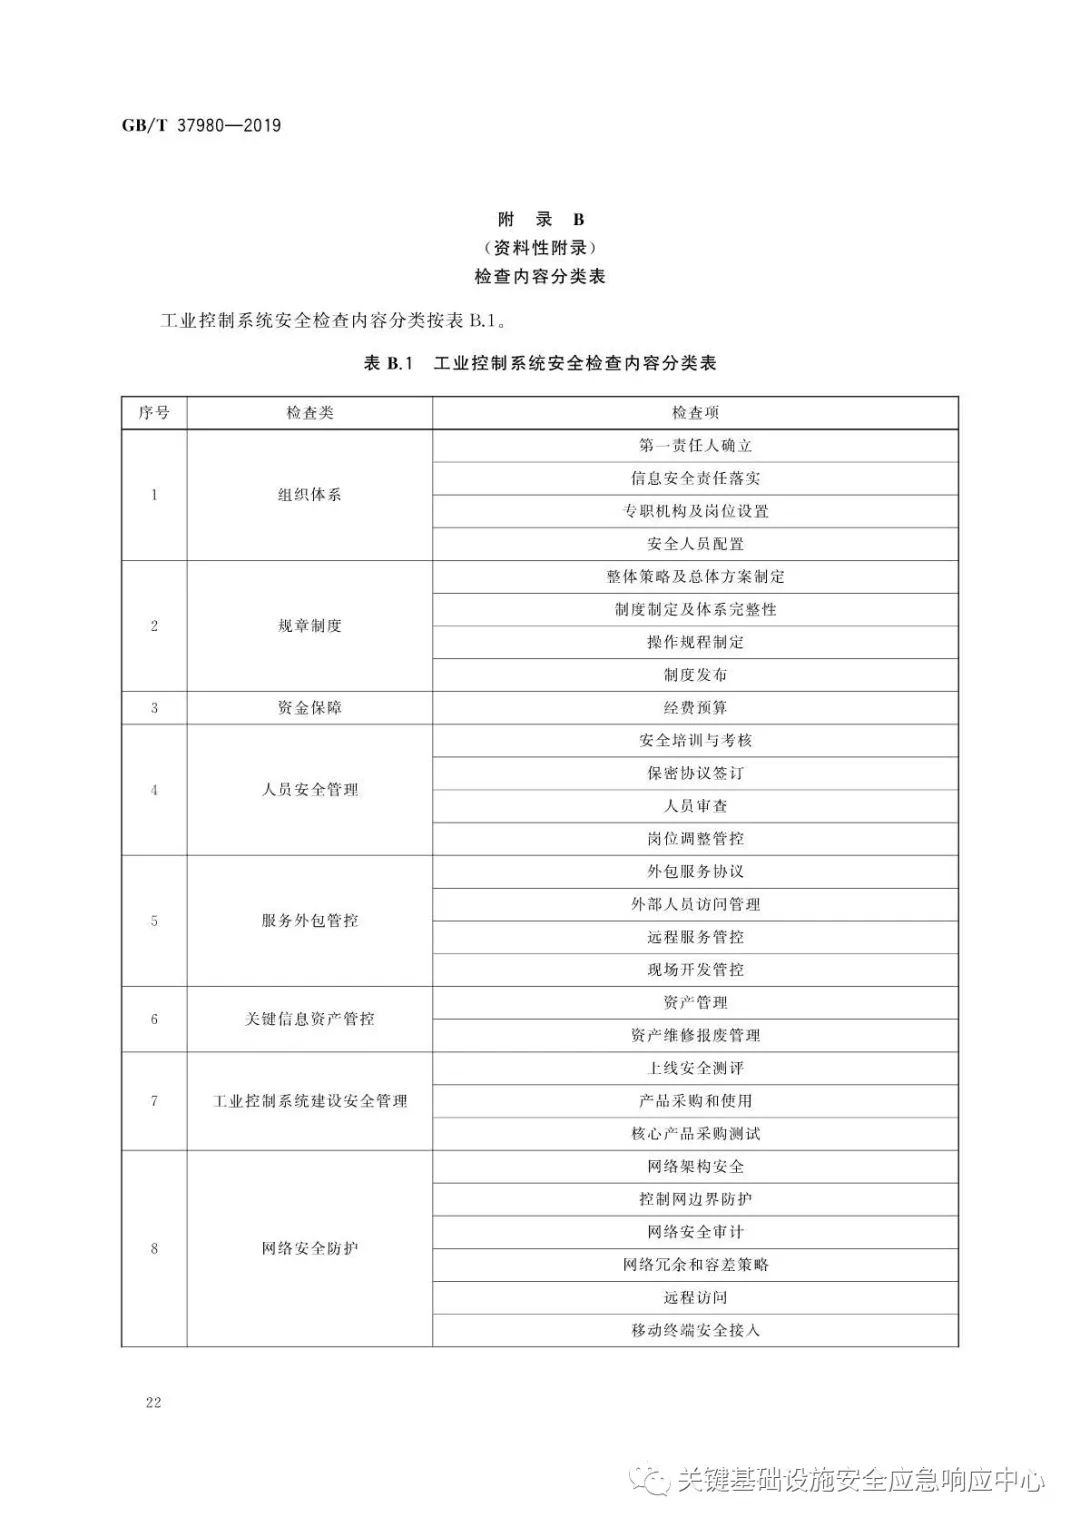 GB/T 37980—2019
附 录 B
（资料性附录）
检查内容分类表
工业控制系统安全检查内容分类按表 B.1。
表 B.1 工业控制系统安全检查内容分类表
序号 检查类 检查项
1 组织体系 第一责任人确立
信息安全责任落实
专职机构及岗位设置
安全人员配置
2 规章制度 整体策略及总体方案制定
制度制定及体系完整性
操作规程制定
制度发布
3 资金保障 经费预算
4 人员安全管理 安全培训与考核
保密协议签订
人员审查
岗位调整管控
5 服务外包管控 外包服务协议
外部人员访问管理
远程服务管控
现场开发管控
6 关键信息资产管控 资产管理
资产维修报废管理
7 工业控制系统建设安全管理 上线安全测评
产品采购和使用
核心产品采购测试
8 网络安全防护 网络架构安全
控制网边界防护
网络安全审计
网络冗余和容差策略
远程访问
移动终端安全接入
22
关键基础设施安全应急响应中心